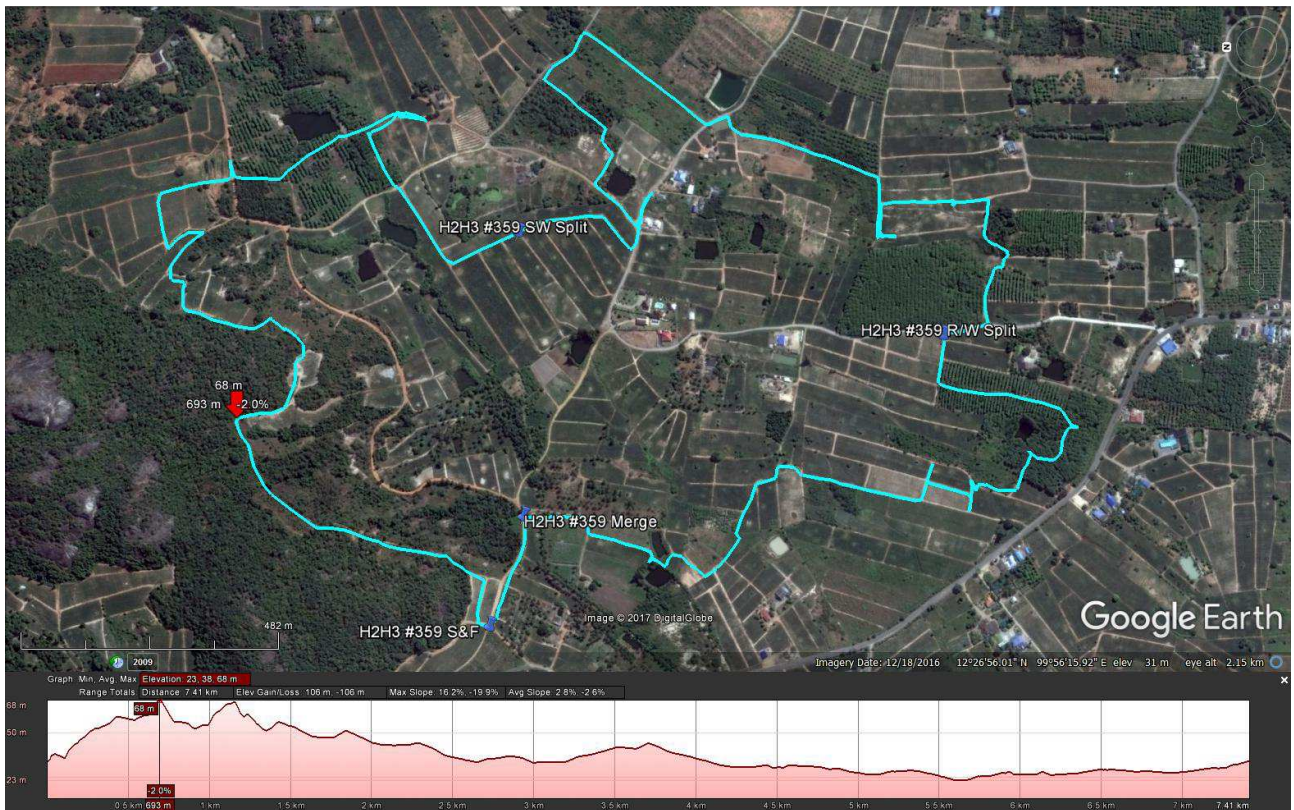 N
H2H3 #359 SW Split
H2H3 #359 R/W Split
68 m
693 m -2.0%
H2H3 #359 Merge
H2H3 #359 S&F
Image © 2017 DigitalGlobe
482 m
Google Earth
2009
Imagery Date: 12/18/2016 12°26'56.01" N 99°56'15.92" E elev 31 m eye alt 2.15 km
Graph: Min, Avg, Max Elevation: 23, 38, 68 m
Range Totals: Distance: 7.41 km Elev Gain/Loss: 106 m, -106 m Max Slope: 16.2%, -19.9% Avg Slope: 2.8%, -2.6%
68 m
68 m
50 m
23 m
-2.0%
0.5 km 693 m 1 km 1.5 km 2 km 2.5 km 3 km 3.5 km 4 km 4.5 km 5 km 5.5 km 6 km 6.5 km 7 km 7.41 km